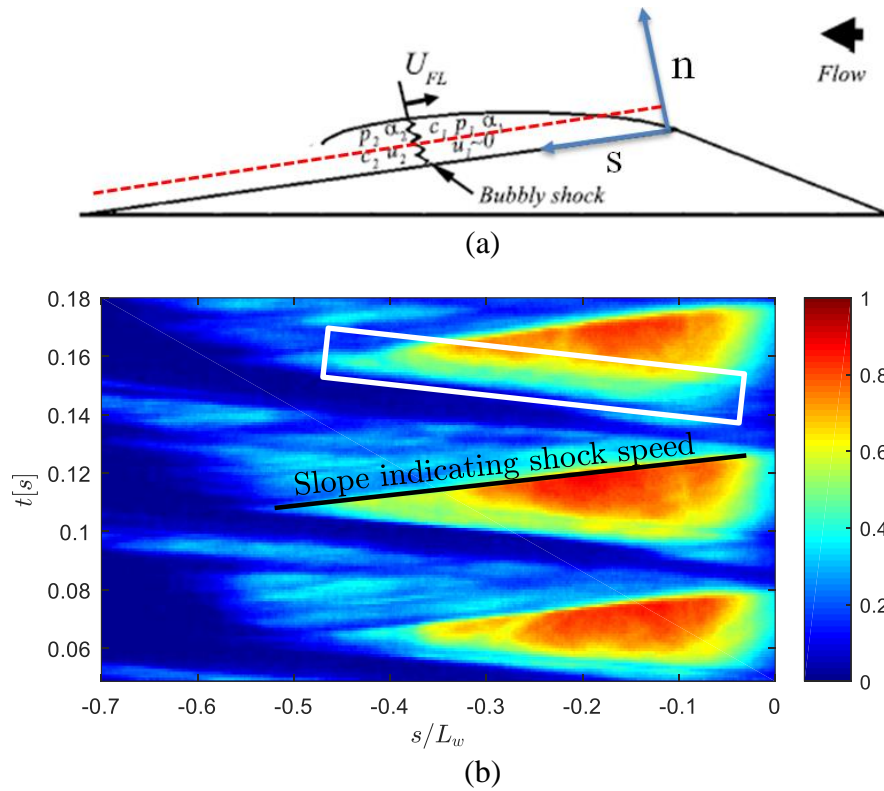 U_FL
n
Flow
p₂ α₂ c₁ p₁ α₁
c₂ u₂ u₁~0
s
Bubbly shock
(a)
0.18
0.16
0.14
0.12
0.1
0.08
0.06
t[s]
Slope indicating shock speed
-0.7 -0.6 -0.5 -0.4 -0.3 -0.2 -0.1 0
s/L_w
1
0.8
0.6
0.4
0.2
0
(b)